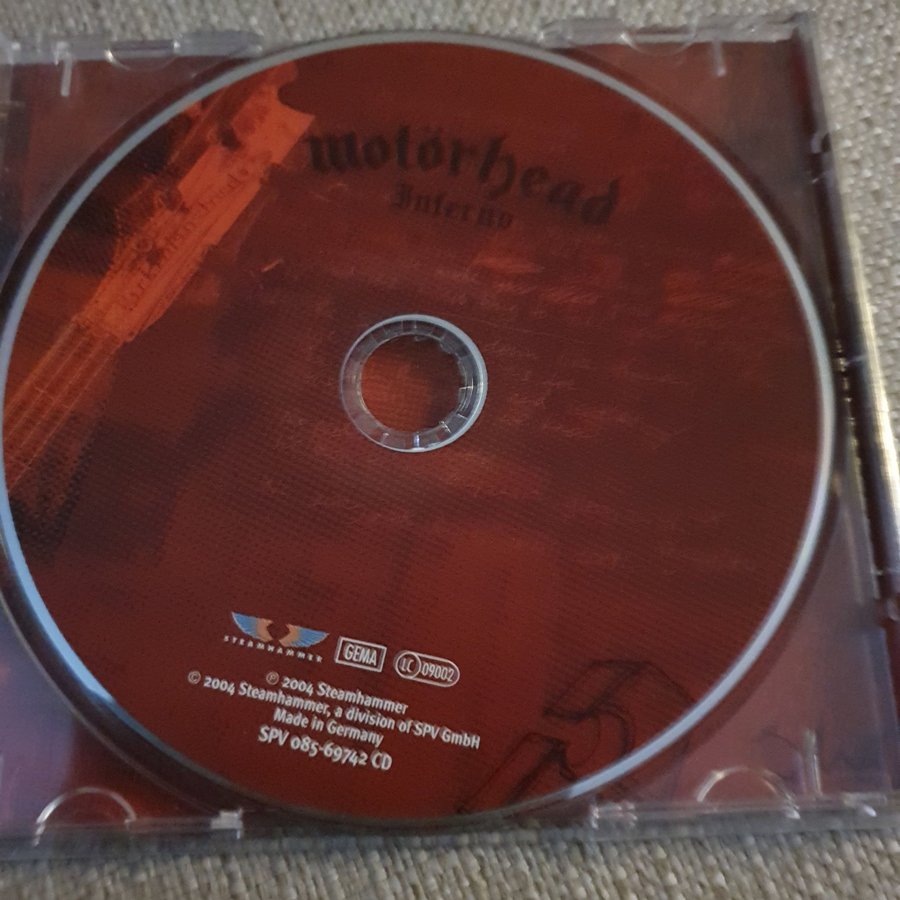 Motörhead
Inferno
STEAMHAMMER
GEMA
LC 09002
℗ 2004 Steamhammer
© 2004 Steamhammer, a division of SPV GmbH
Made in Germany
SPV 085-69742 CD